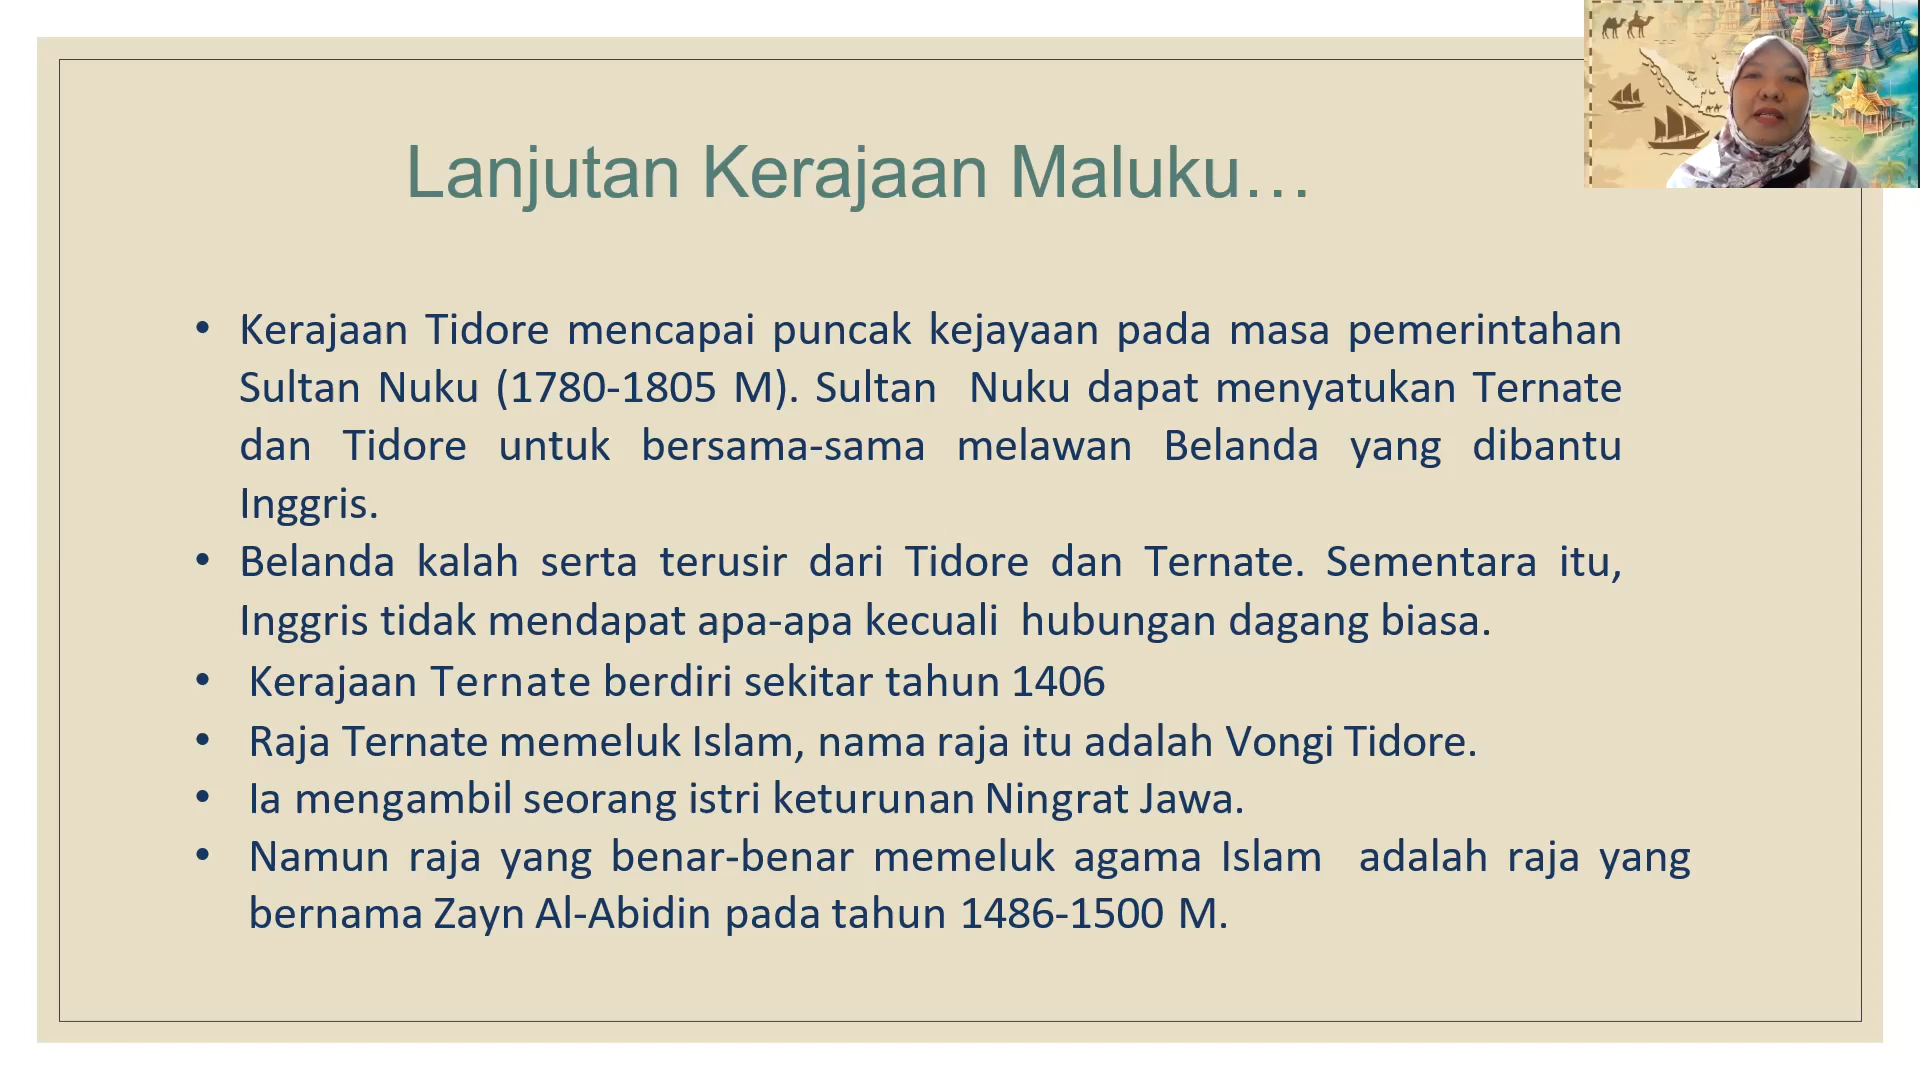 Lanjutan Kerajaan Maluku…
• Kerajaan Tidore mencapai puncak kejayaan pada masa pemerintahan
Sultan Nuku (1780-1805 M). Sultan Nuku dapat menyatukan Ternate
dan Tidore untuk bersama-sama melawan Belanda yang dibantu
Inggris.
• Belanda kalah serta terusir dari Tidore dan Ternate. Sementara itu,
Inggris tidak mendapat apa-apa kecuali hubungan dagang biasa.
• Kerajaan Ternate berdiri sekitar tahun 1406
• Raja Ternate memeluk Islam, nama raja itu adalah Vongi Tidore.
• Ia mengambil seorang istri keturunan Ningrat Jawa.
• Namun raja yang benar-benar memeluk agama Islam adalah raja yang
bernama Zayn Al-Abidin pada tahun 1486-1500 M.